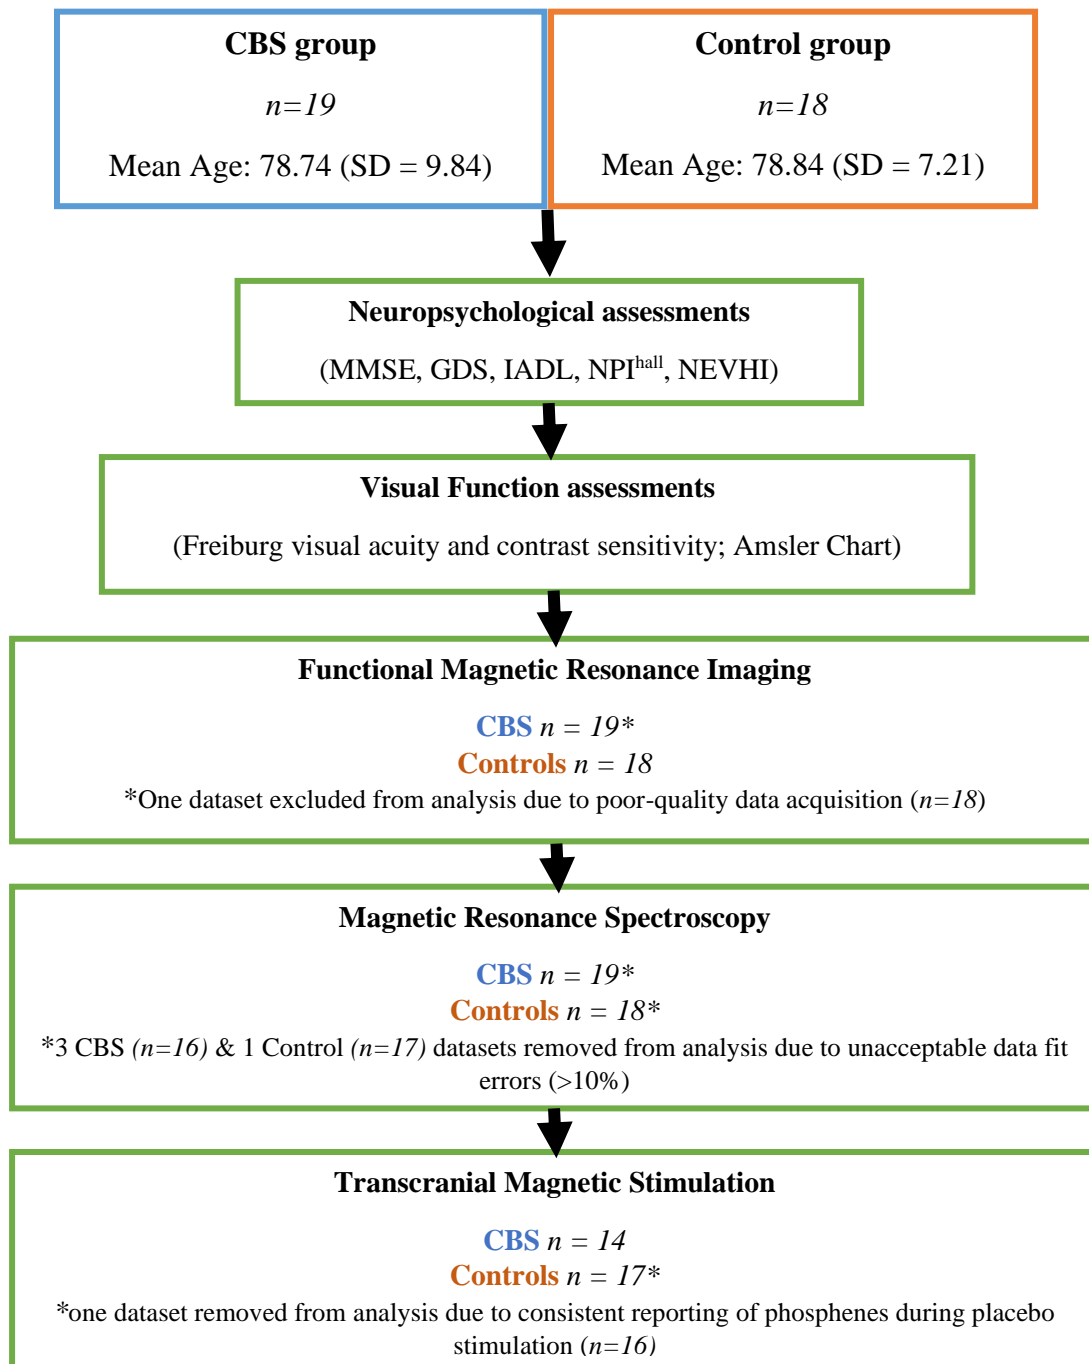 CBS group
n=19
Mean Age: 78.74 (SD = 9.84)
Control group
n=18
Mean Age: 78.84 (SD = 7.21)
Neuropsychological assessments
(MMSE, GDS, IADL, NPIhall, NEVHI)
Visual Function assessments
(Freiburg visual acuity and contrast sensitivity; Amsler Chart)
Functional Magnetic Resonance Imaging
CBS n = 19*
Controls n = 18
*One dataset excluded from analysis due to poor-quality data acquisition (n=18)
Magnetic Resonance Spectroscopy
CBS n = 19*
Controls n = 18*
*3 CBS (n=16) & 1 Control (n=17) datasets removed from analysis due to unacceptable data fit
errors (>10%)
Transcranial Magnetic Stimulation
CBS n = 14
Controls n = 17*
*one dataset removed from analysis due to consistent reporting of phosphenes during placebo
stimulation (n=16)